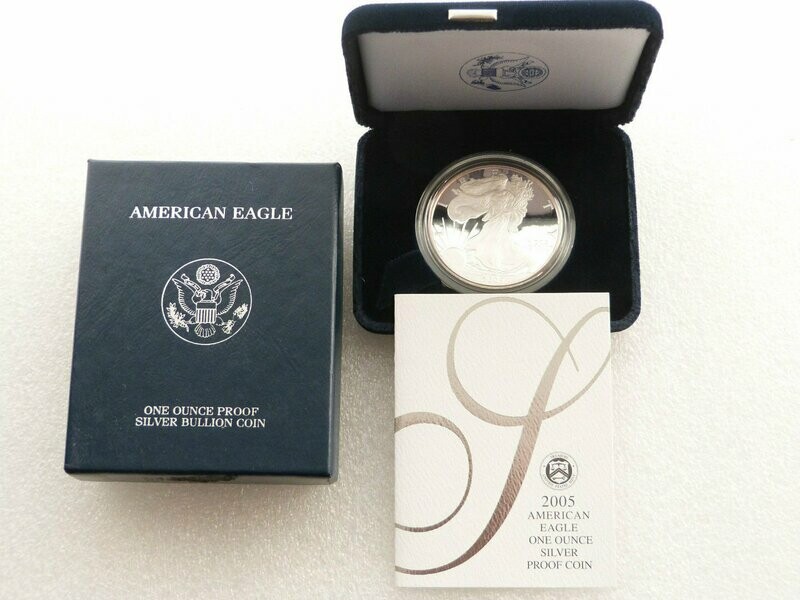 AMERICAN EAGLE
ONE OUNCE PROOF
SILVER BULLION COIN
2005
AMERICAN
EAGLE
ONE OUNCE
SILVER
PROOF COIN